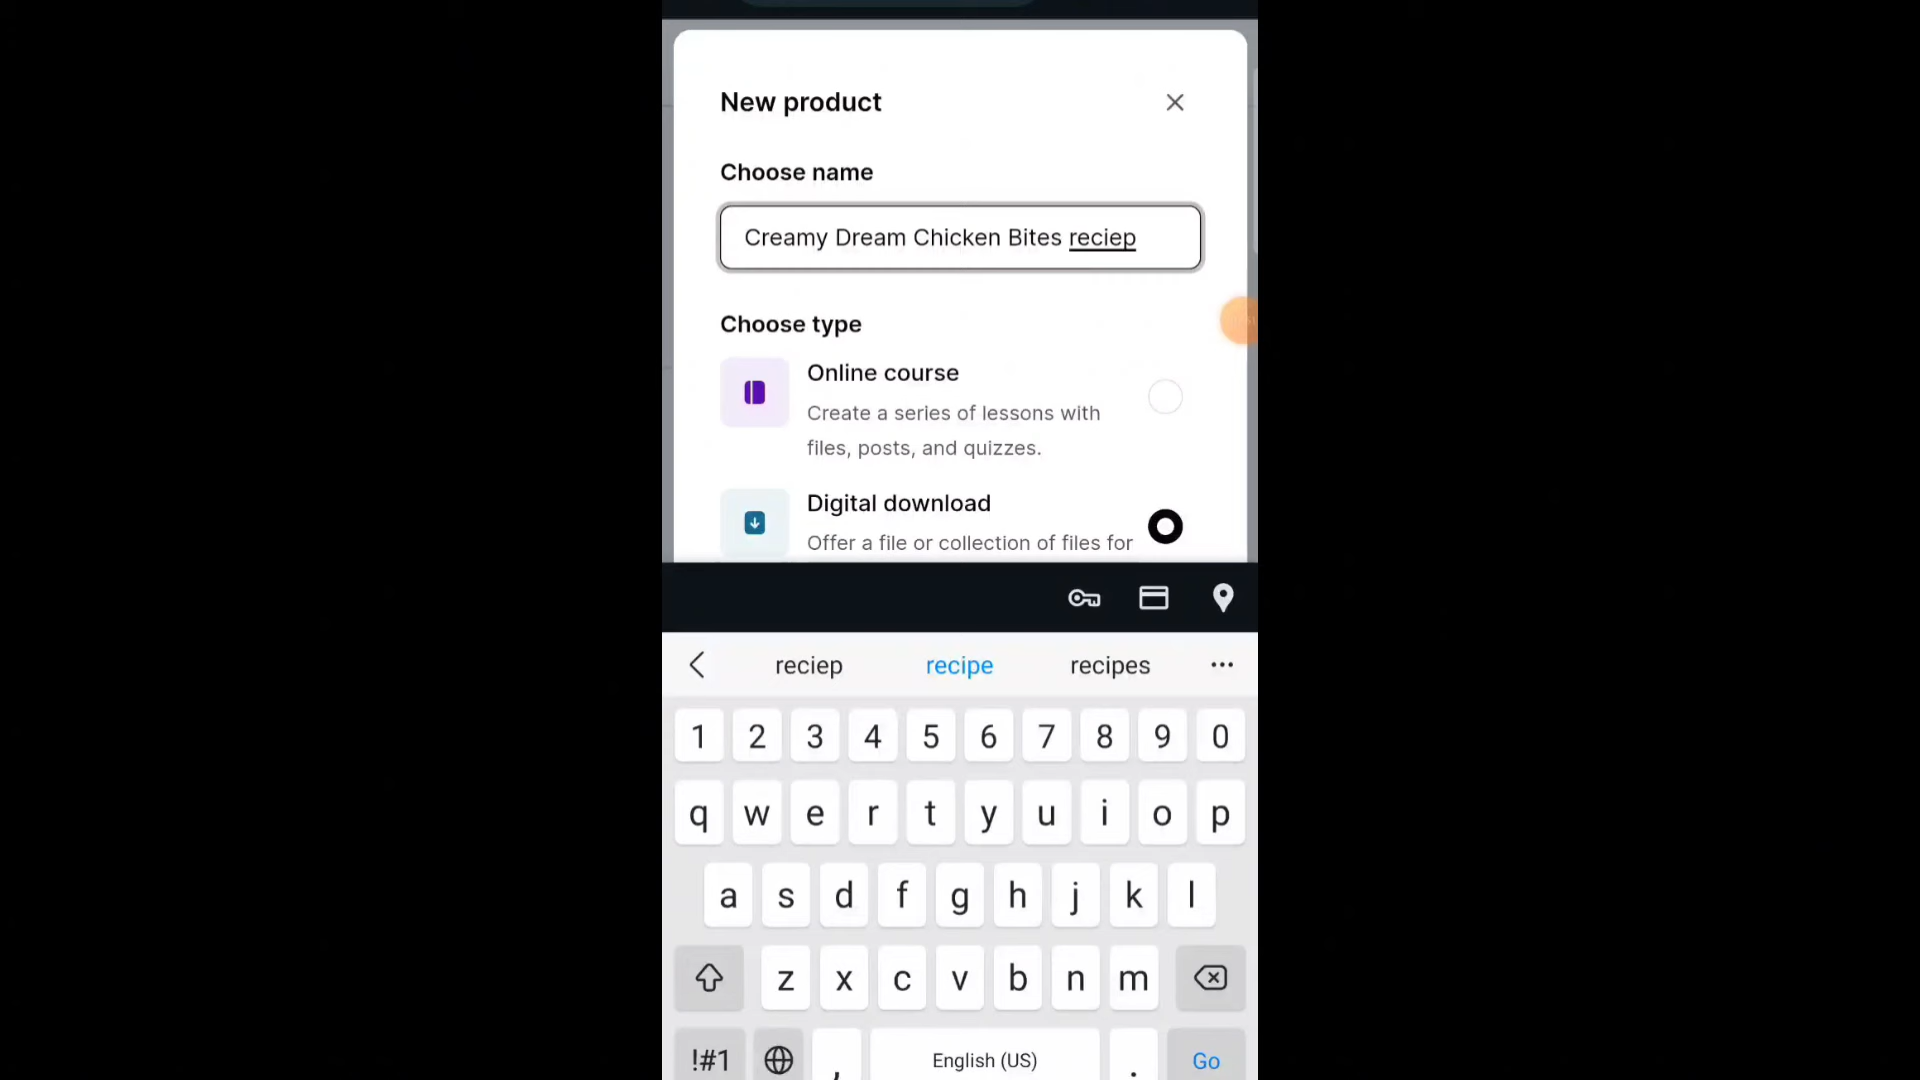 New product
Choose name
Creamy Dream Chicken Bites reciep
Choose type
Online course
Create a series of lessons with
files, posts, and quizzes.
Digital download
Offer a file or collection of files for
reciep recipe recipes
1 2 3 4 5 6 7 8 9 0
q w e r t y u i o p
a s d f g h j k l
z x c v b n m
!#1 , English (US) . Go